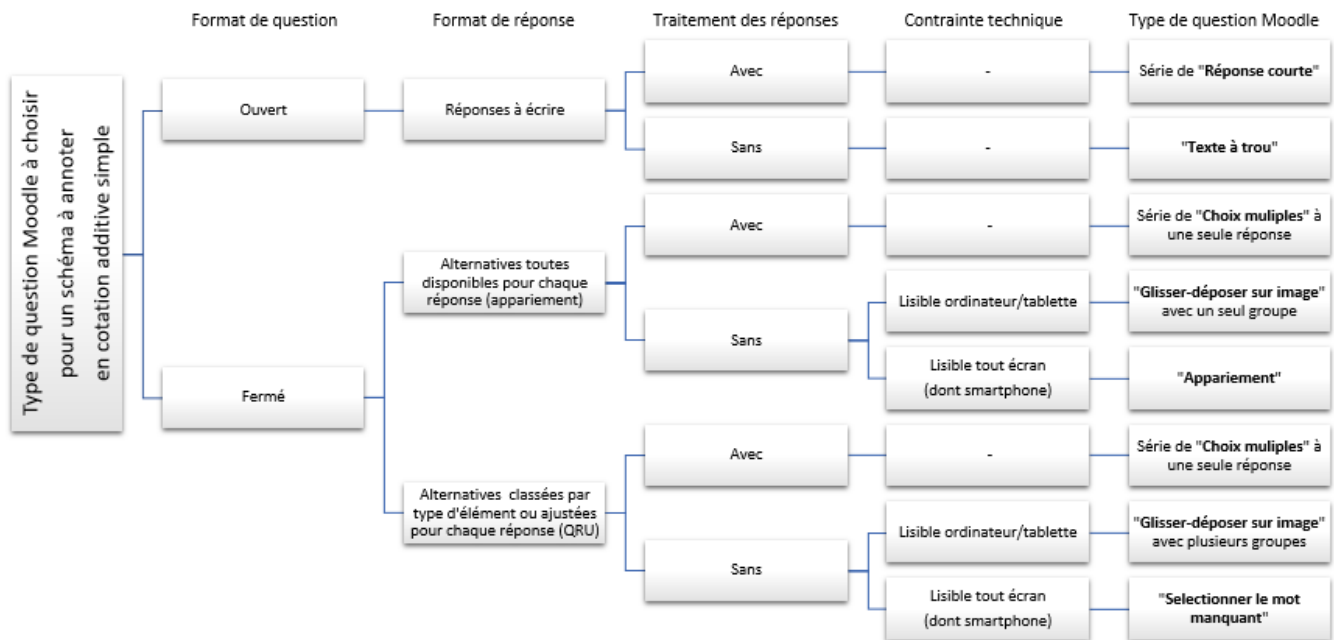 Format de question
Format de réponse
Traitement des réponses
Contrainte technique
Type de question Moodle
Type de question Moodle à choisir
pour un schéma à annoter
en cotation additive simple
Ouvert
Réponses à écrire
Avec
-
Série de "Réponse courte"
Sans
-
"Texte à trou"
Fermé
Alternatives toutes
disponibles pour chaque
réponse (appariement)
Avec
-
Série de "Choix muliples" à
une seule réponse
Sans
Lisible ordinateur/tablette
"Glisser-déposer sur image"
avec un seul groupe
Lisible tout écran
(dont smartphone)
"Appariement"
Alternatives classées par
type d'élément ou ajustées
pour chaque réponse (QRU)
Avec
-
Série de "Choix muliples" à
une seule réponse
Sans
Lisible ordinateur/tablette
"Glisser-déposer sur image"
avec plusieurs groupes
Lisible tout écran
(dont smartphone)
"Selectionner le mot
manquant"